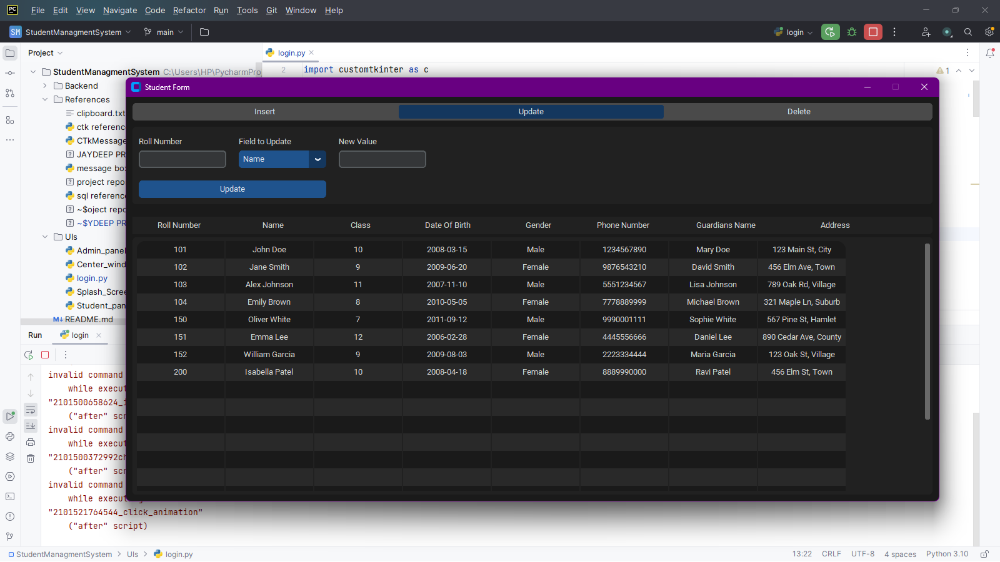 PC File Edit View Navigate Code Refactor Run Tools Git Window Help
SM StudentManagmentSystem main login
Project login.py
StudentManagmentSystem C:\Users\HP\PycharmPro
2 import customtkinter as c
1
Backend
References
clipboard.txt
ctk referenc
CTkMessage
JAYDEEP PR
message box
project repo
sql referenc
~$oject repo
~$YDEEP PR
UIs
Admin_panel
Center_wind
login.py
Splash_Scree
Student_pan
M↓ README.md
Student Form
Insert Update Delete
Roll Number Field to Update New Value
Name
Update
Roll Number Name Class Date Of Birth Gender Phone Number Guardians Name Address
101 John Doe 10 2008-03-15 Male 1234567890 Mary Doe 123 Main St, City
102 Jane Smith 9 2009-06-20 Female 9876543210 David Smith 456 Elm Ave, Town
103 Alex Johnson 11 2007-11-10 Male 5551234567 Lisa Johnson 789 Oak Rd, Village
104 Emily Brown 8 2010-05-05 Female 7778889999 Michael Brown 321 Maple Ln, Suburb
150 Oliver White 7 2011-09-12 Male 9990001111 Sophie White 567 Pine St, Hamlet
151 Emma Lee 12 2006-02-28 Female 4445556666 Daniel Lee 890 Cedar Ave, County
152 William Garcia 9 2009-08-03 Male 2223334444 Maria Garcia 123 Oak St, Village
200 Isabella Patel 10 2008-04-18 Female 8889990000 Ravi Patel 456 Elm St, Town
Run login
invalid command
while execut
"2101500658624_i
("after" scr
invalid command
while execut
"2101500372992ch
("after" scr
invalid command
while execut
"2101521764544_click_animation"
("after" script)
StudentManagmentSystem > UIs > login.py 13:22 CRLF UTF-8 4 spaces Python 3.10